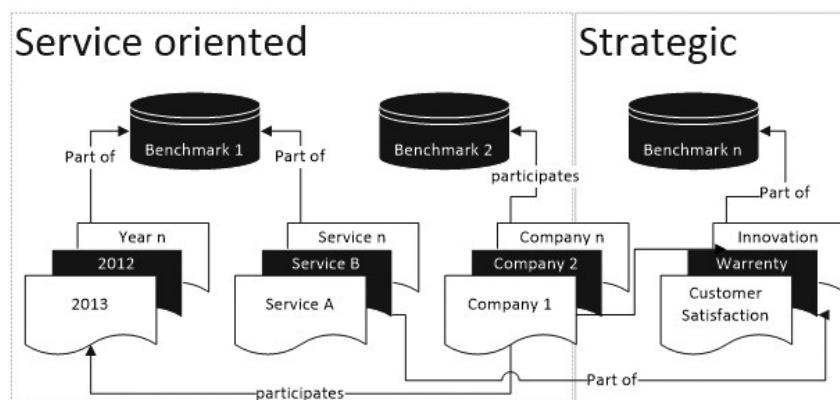 Service oriented
Strategic
Benchmark 1
Benchmark 2
Benchmark n
Part of
Part of
participates
Part of
Year n
Service n
Company n
Innovation
2012
Service B
Company 2
Warrenty
2013
Service A
Company 1
Customer
Satisfaction
participates
Part of